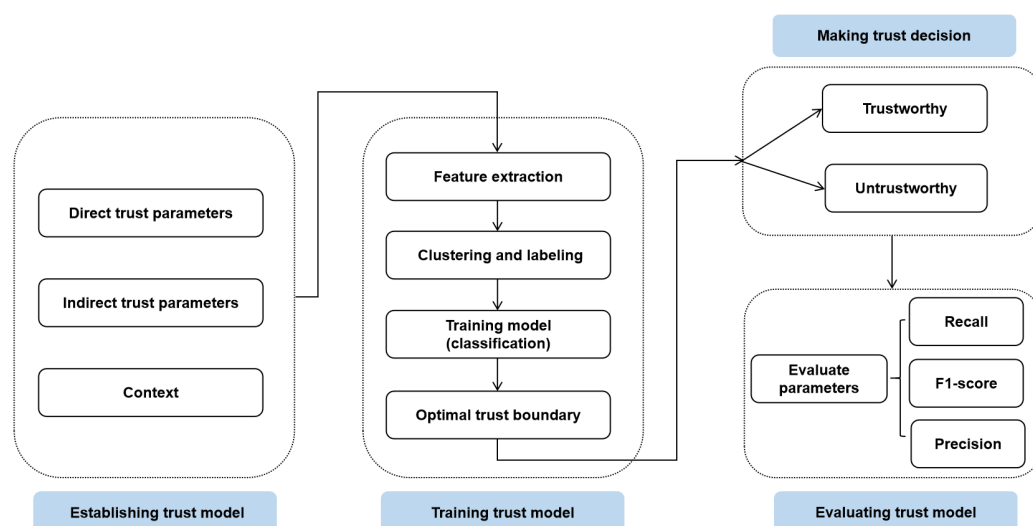 Direct trust parameters
Indirect trust parameters
Context
Establishing trust model
Feature extraction
Clustering and labeling
Training model
(classification)
Optimal trust boundary
Training trust model
Making trust decision
Trustworthy
Untrustworthy
Evaluate
parameters
Recall
F1-score
Precision
Evaluating trust model